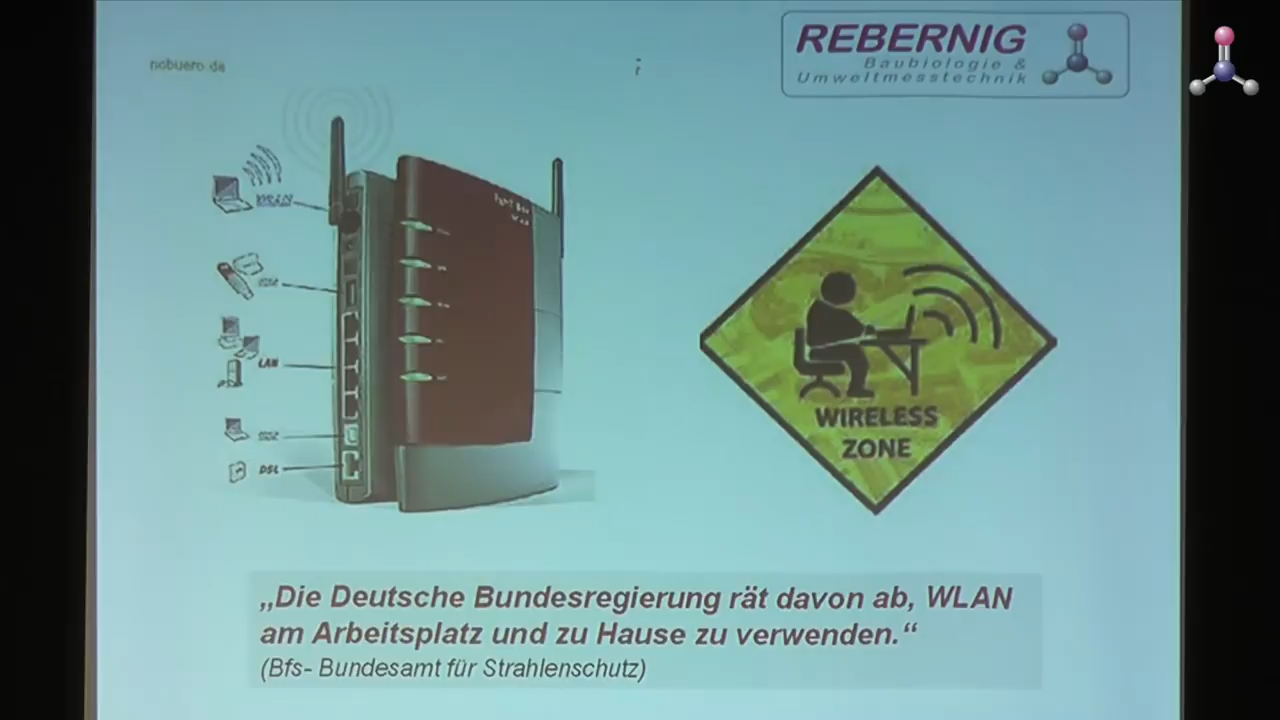 nobuero.de
REBERNIG
Baubiologie &
Umweltmesstechnik
WLAN
LAN
DSL
WIRELESS
ZONE
„Die Deutsche Bundesregierung rät davon ab, WLAN
am Arbeitsplatz und zu Hause zu verwenden.“
(Bfs- Bundesamt für Strahlenschutz)